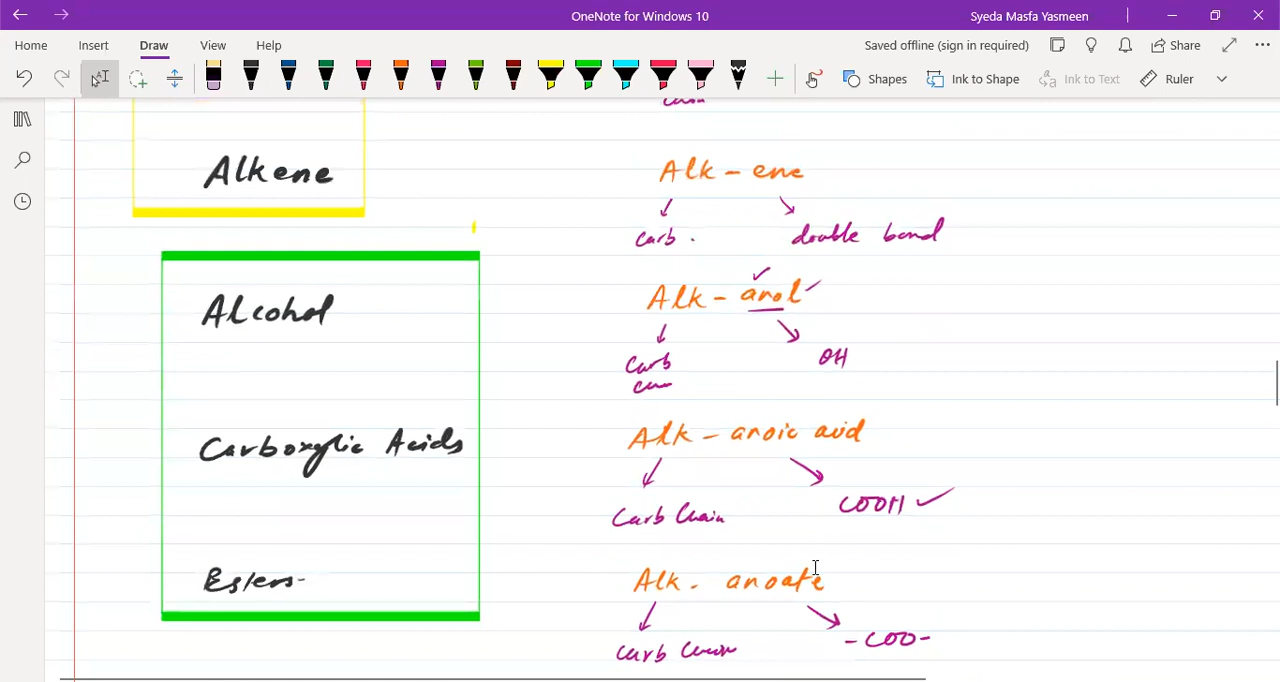 OneNote for Windows 10
Syeda Masfa Yasmeen
Home Insert Draw View Help
Saved offline (sign in required) Share
Shapes Ink to Shape Ink to Text Ruler
Alkene
Alk - ene
Carb. double bond
Alcohol
Alk - anol
Carb OH
Carboxylic Acids
Alk - anoic acid
Carb Chain COOH
Esters
Alk. anoate
Carb Chain -COO-